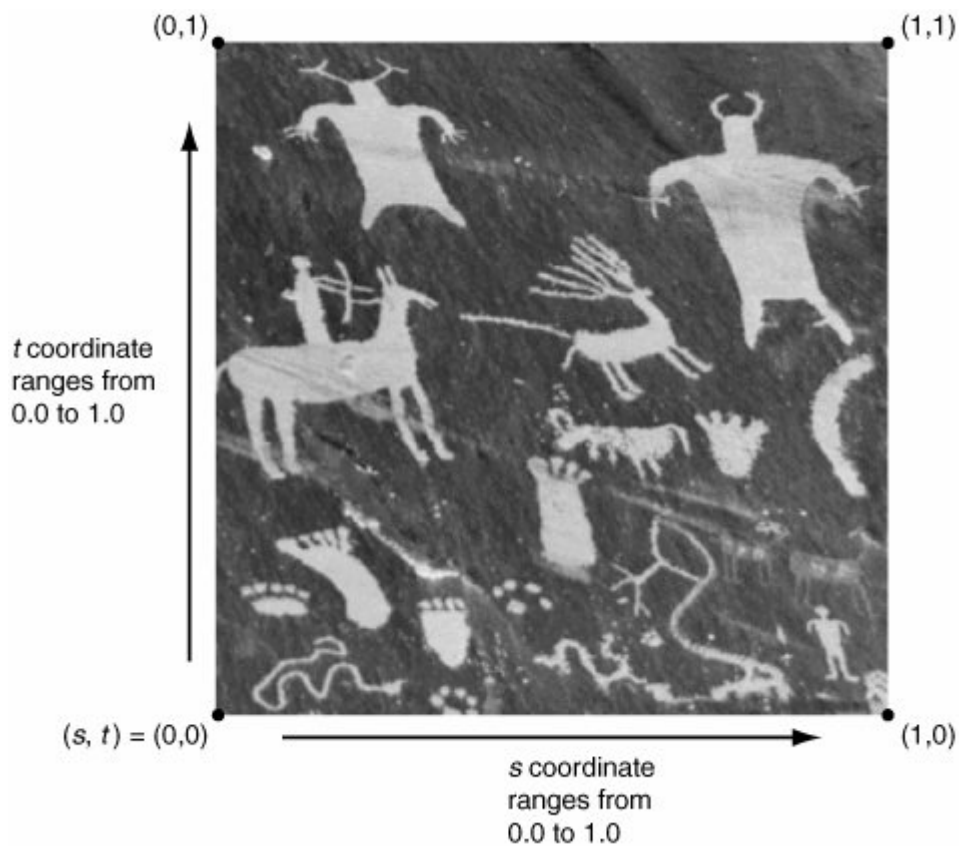 (0,1)
(1,1)
t coordinate
ranges from
0.0 to 1.0
(s, t) = (0,0)
(1,0)
s coordinate
ranges from
0.0 to 1.0